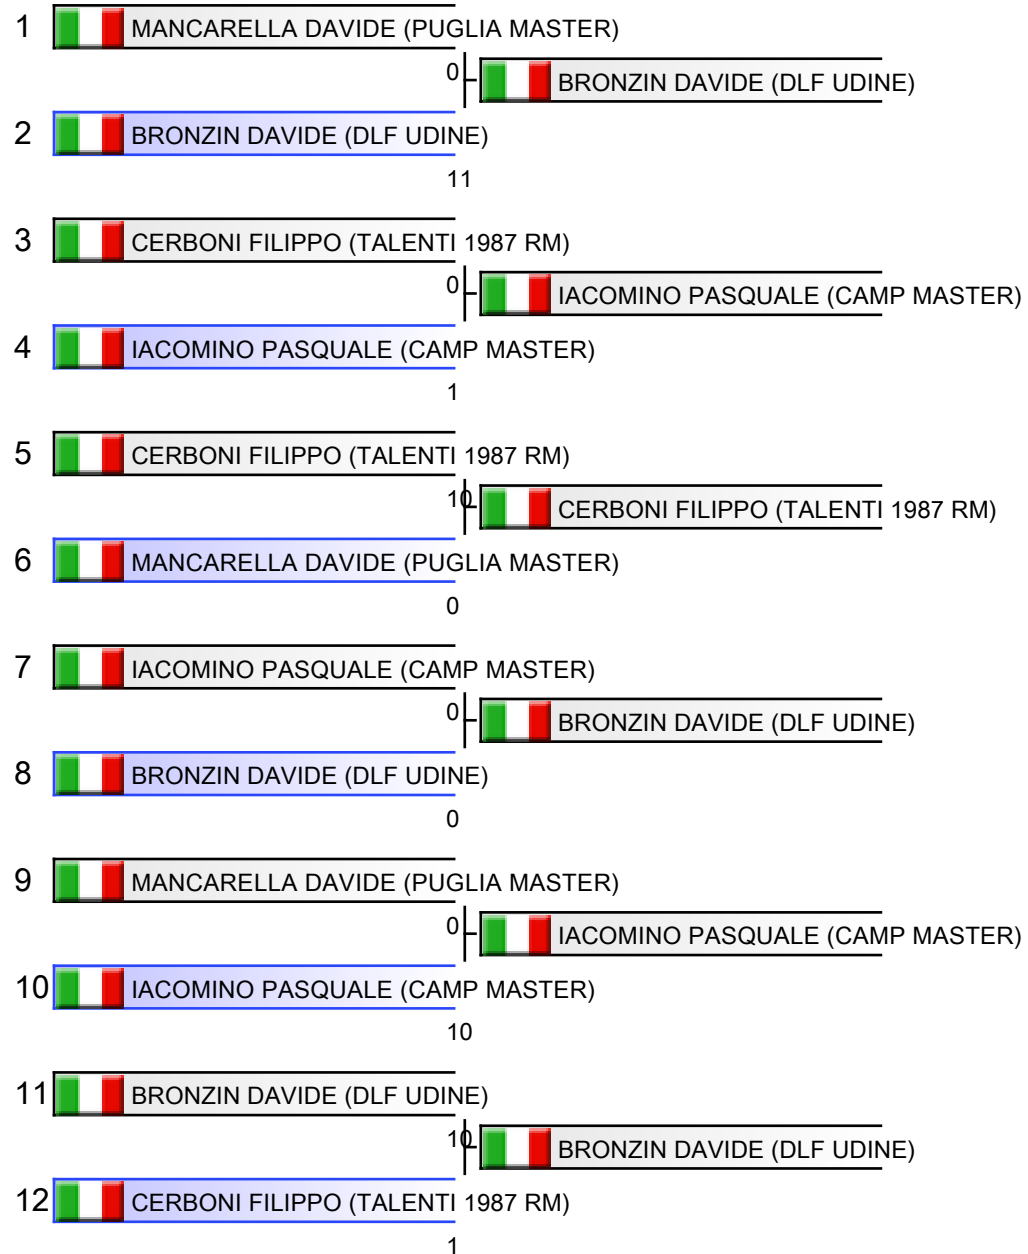 1 MANCARELLA DAVIDE (PUGLIA MASTER)
0 BRONZIN DAVIDE (DLF UDINE)
2 BRONZIN DAVIDE (DLF UDINE)
11
3 CERBONI FILIPPO (TALENTI 1987 RM)
0 IACOMINO PASQUALE (CAMP MASTER)
4 IACOMINO PASQUALE (CAMP MASTER)
1
5 CERBONI FILIPPO (TALENTI 1987 RM)
10 CERBONI FILIPPO (TALENTI 1987 RM)
6 MANCARELLA DAVIDE (PUGLIA MASTER)
0
7 IACOMINO PASQUALE (CAMP MASTER)
0 BRONZIN DAVIDE (DLF UDINE)
8 BRONZIN DAVIDE (DLF UDINE)
0
9 MANCARELLA DAVIDE (PUGLIA MASTER)
0 IACOMINO PASQUALE (CAMP MASTER)
10 IACOMINO PASQUALE (CAMP MASTER)
10
11 BRONZIN DAVIDE (DLF UDINE)
10 BRONZIN DAVIDE (DLF UDINE)
12 CERBONI FILIPPO (TALENTI 1987 RM)
1